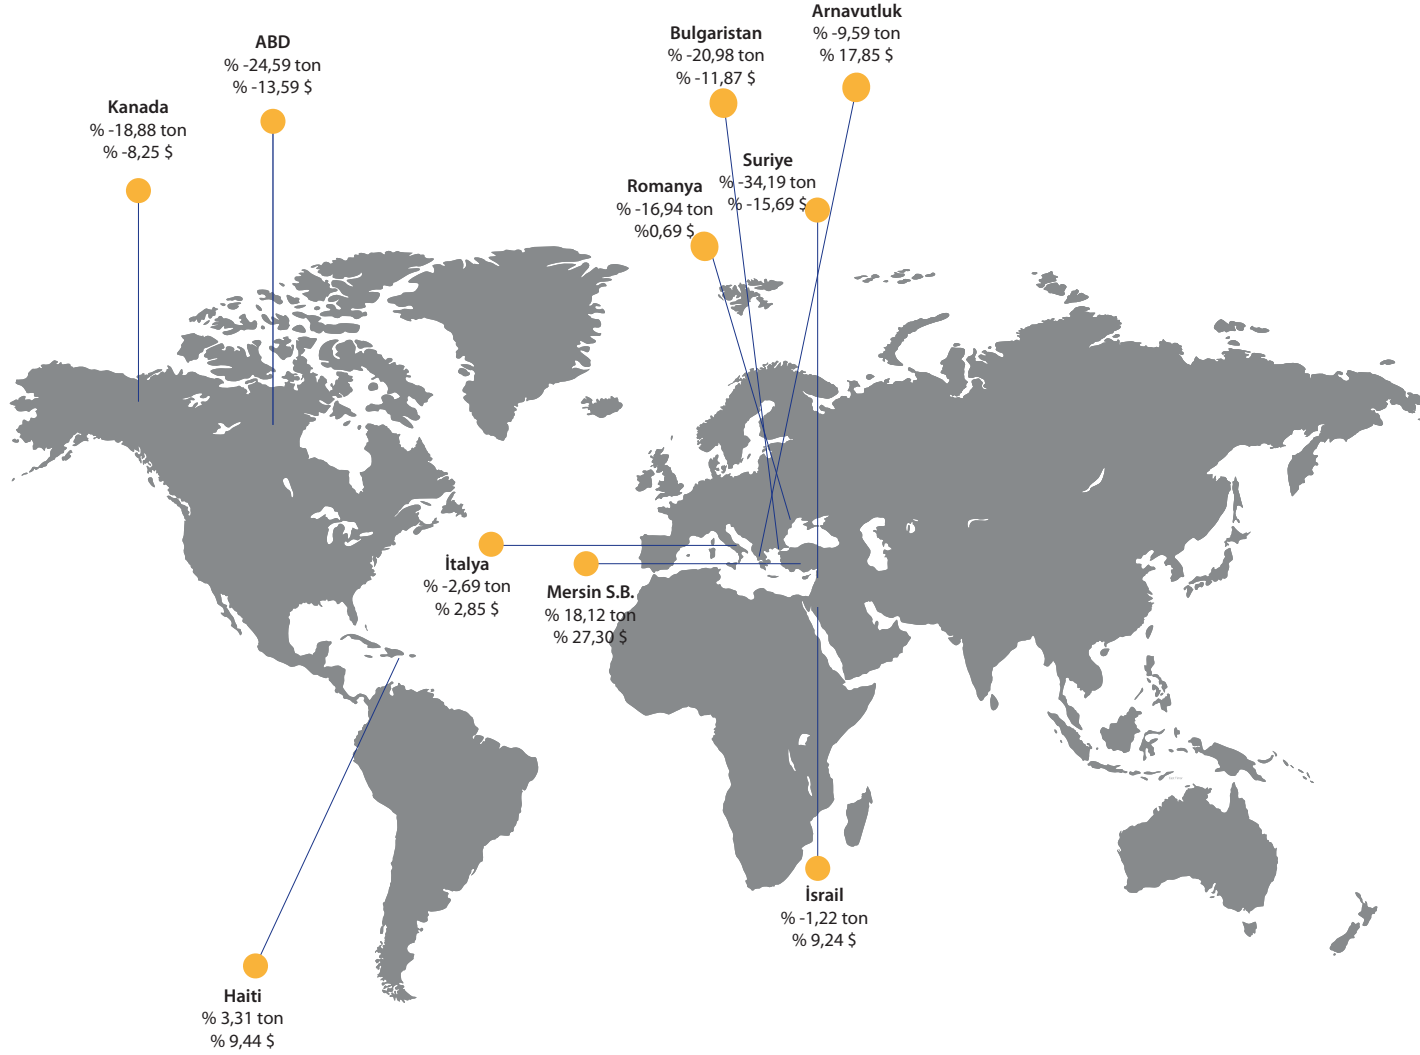 Arnavutluk
% -9,59 ton
% 17,85 $
Bulgaristan
% -20,98 ton
% -11,87 $
ABD
% -24,59 ton
% -13,59 $
Kanada
% -18,88 ton
% -8,25 $
Suriye
% -34,19 ton
% -15,69 $
Romanya
% -16,94 ton
%0,69 $
İtalya
% -2,69 ton
% 2,85 $
Mersin S.B.
% 18,12 ton
% 27,30 $
İsrail
% -1,22 ton
% 9,24 $
Haiti
% 3,31 ton
% 9,44 $